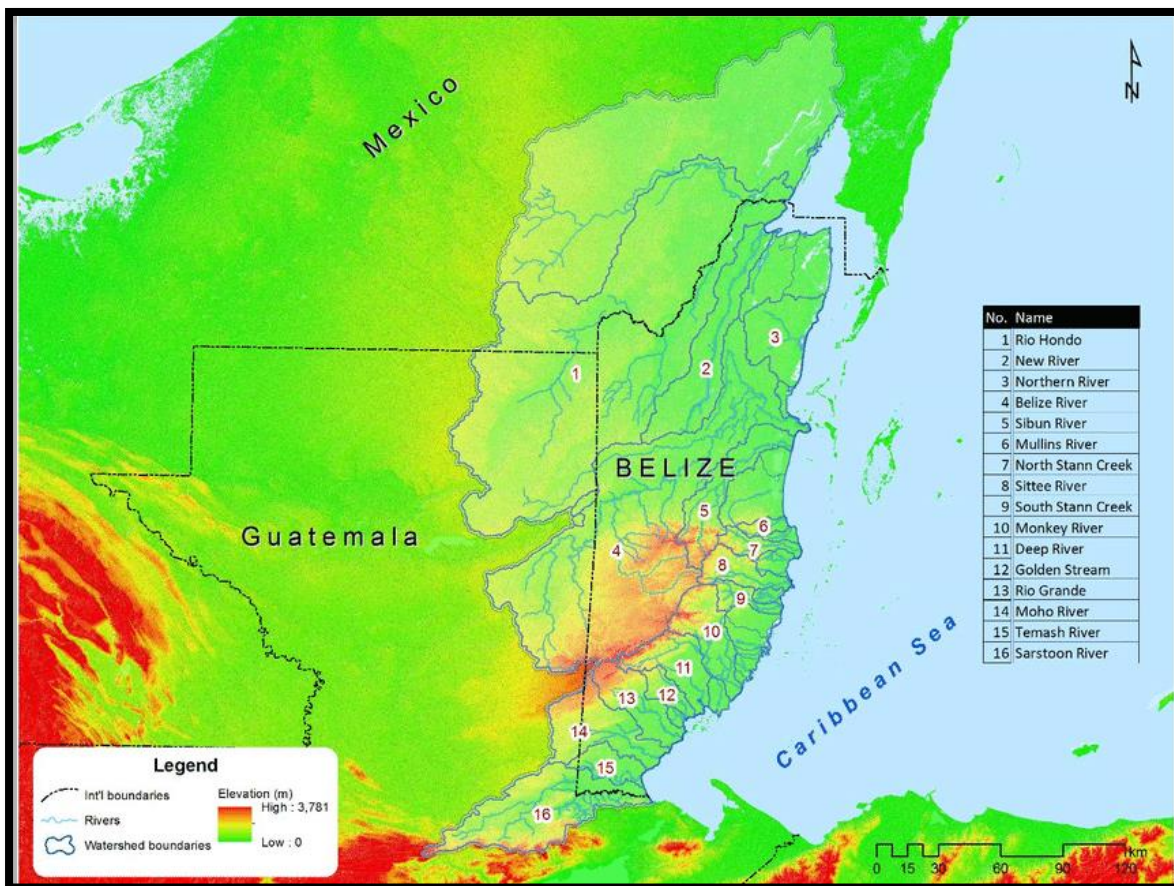 Mexico
N
Guatemala
BELIZE
Caribbean Sea
1
2
3
4
5
6
7
8
9
10
11
12
13
14
15
16
No. Name
1 Rio Hondo
2 New River
3 Northern River
4 Belize River
5 Sibun River
6 Mullins River
7 North Stann Creek
8 Sittee River
9 South Stann Creek
10 Monkey River
11 Deep River
12 Golden Stream
13 Rio Grande
14 Moho River
15 Temash River
16 Sarstoon River
Legend
Int'l boundaries
Rivers
Watershed boundaries
Elevation (m)
High : 3,781
Low : 0
km
0 15 30 60 90 120